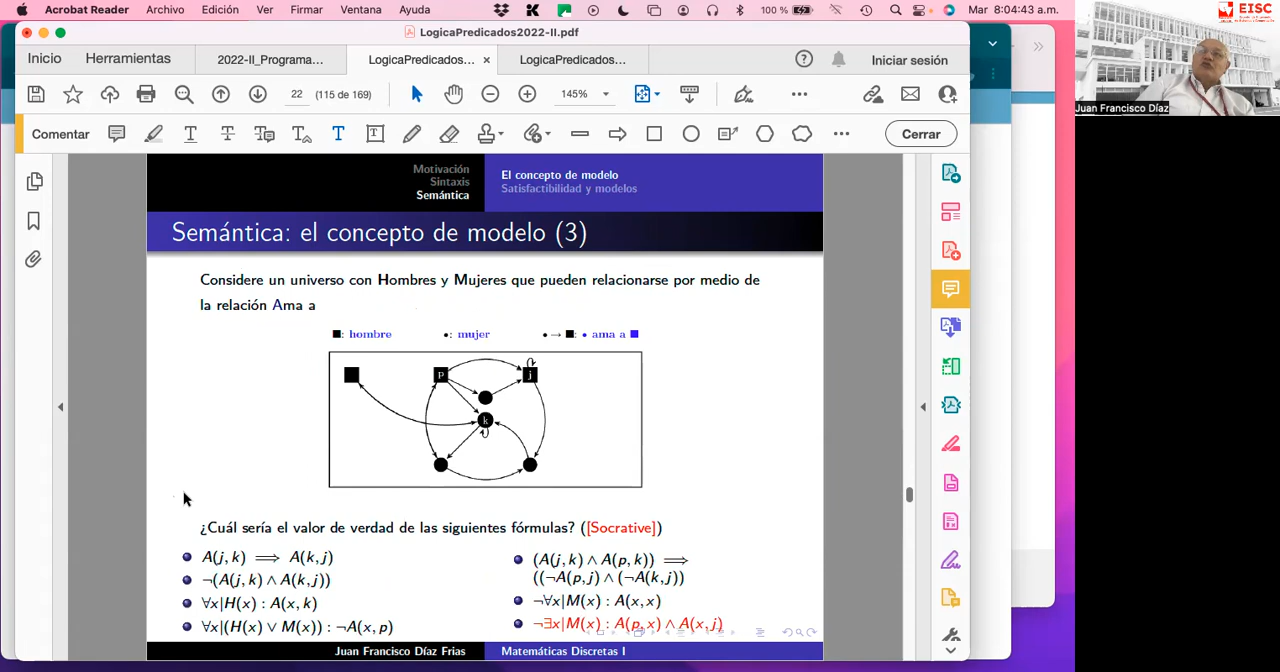 Acrobat Reader Archivo Edición Ver Firmar Ventana Ayuda 100 % Mar 8:04:43 a.m.
LogicaPredicados2022-II.pdf
Inicio Herramientas 2022-II_Programa... LogicaPredicados... × LogicaPredicados... Iniciar sesión
22 (115 de 169) 145%
Comentar Cerrar
Motivación
Sintaxis
Semántica
El concepto de modelo
Satisfactibilidad y modelos
Semántica: el concepto de modelo (3)
Considere un universo con Hombres y Mujeres que pueden relacionarse por medio de
la relación Ama a
■: hombre •: mujer • → ■: • ama a ■
p j
k
¿Cuál sería el valor de verdad de las siguientes fórmulas? ([Socrative])
A(j, k) ⟹ A(k, j)
¬(A(j, k) ∧ A(k, j))
∀x|H(x) : A(x, k)
∀x|(H(x) ∨ M(x)) : ¬A(x, p)
(A(j, k) ∧ A(p, k)) ⟹
((¬A(p, j) ∧ (¬A(k, j))
¬∀x|M(x) : A(x, x)
¬∃x|M(x) : A(p, x) ∧ A(x, j)
Juan Francisco Díaz Frias Matemáticas Discretas I
EISC
Juan Francisco Díaz